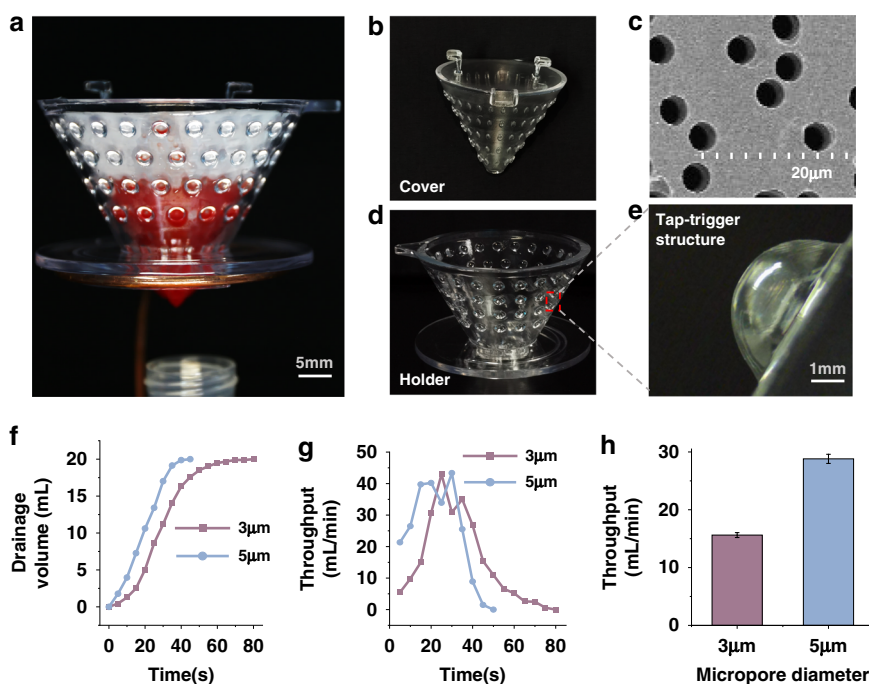 a
b
Cover
c
20μm
5mm
d
Holder
e
Tap-trigger
structure
1mm
f
Drainage
volume (mL)
20
15
10
5
0
3μm
5μm
0 20 40 60 80
Time(s)
g
Throughput
(mL/min)
50
40
30
20
10
0
3μm
5μm
0 20 40 60 80
Time(s)
h
Throughput
(mL/min)
30
20
10
0
3μm 5μm
Micropore diameter